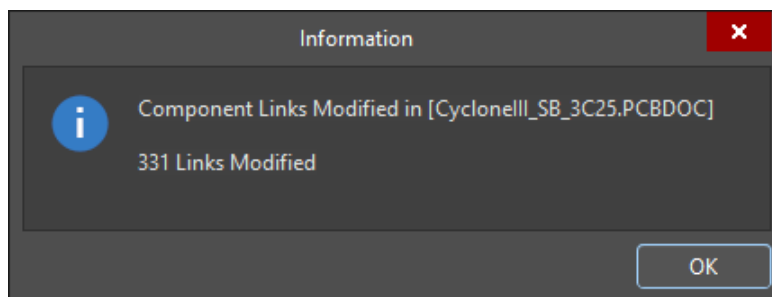 Information
Component Links Modified in [CycloneIII_SB_3C25.PCBDOC]
331 Links Modified
OK